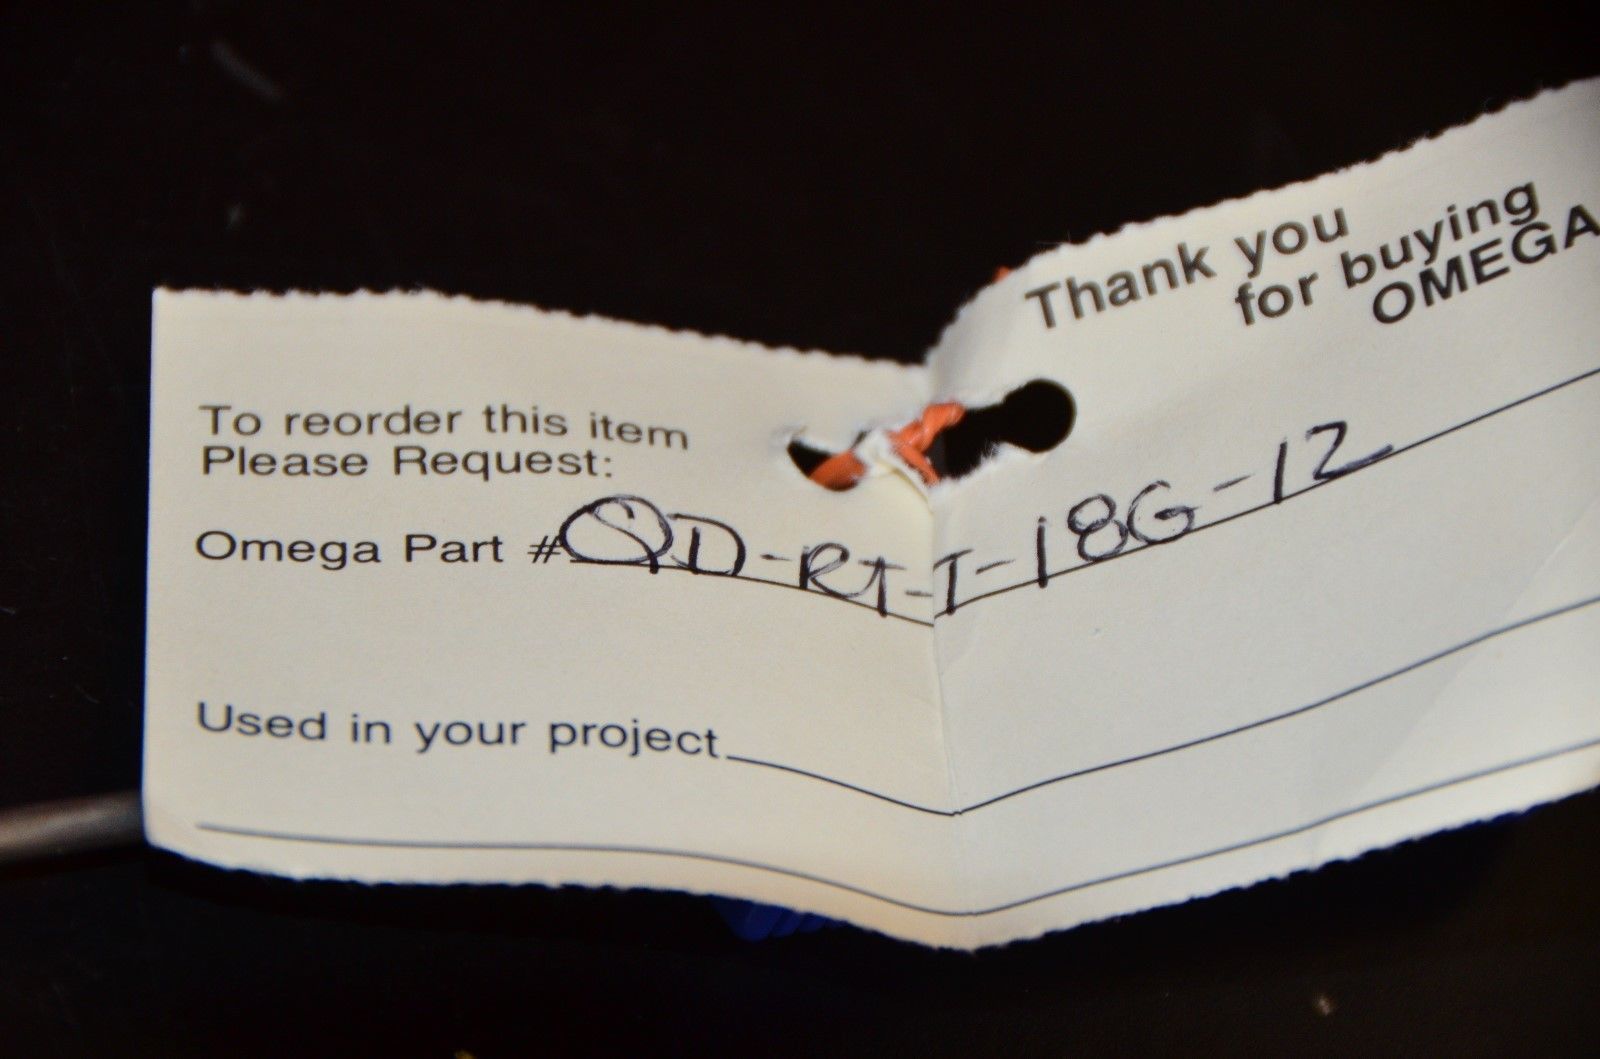 Thank you
for buying
OMEGA
To reorder this item
Please Request:
Omega Part #QD-RT-T-18G-12
Used in your project